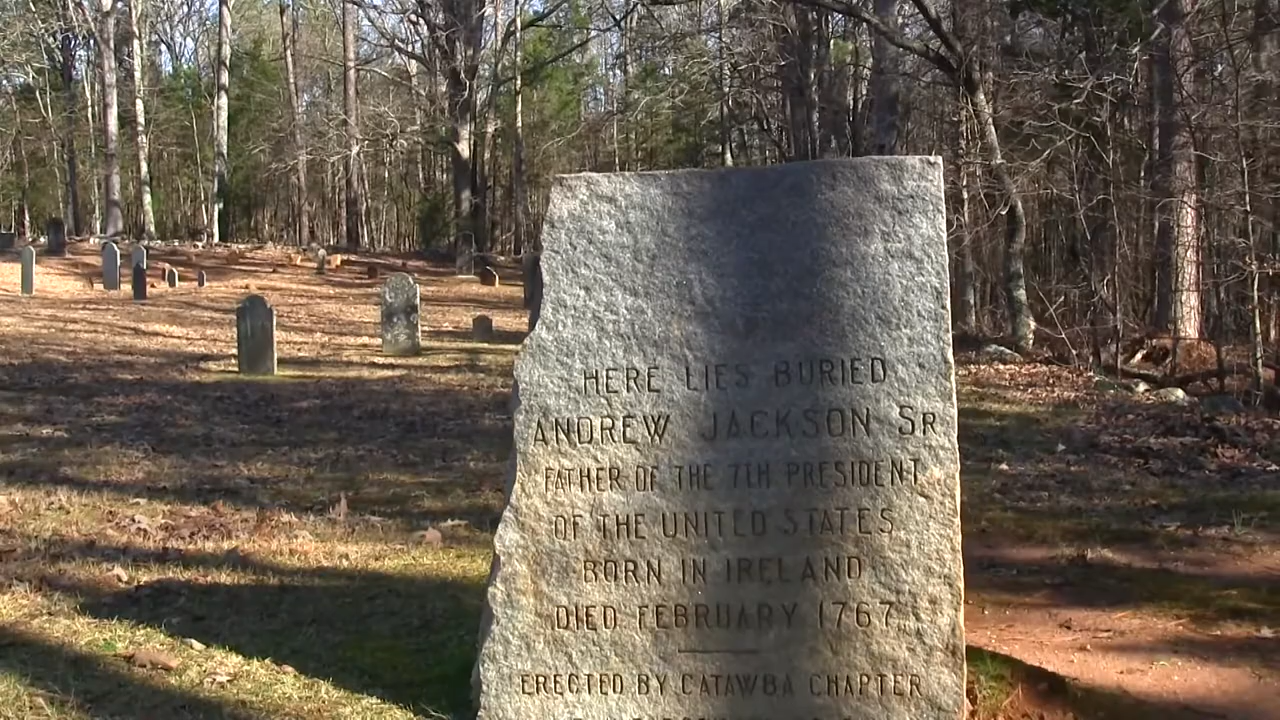 HERE LIES BURIED
ANDREW JACKSON SR
FATHER OF THE 7TH PRESIDENT
OF THE UNITED STATES
BORN IN IRELAND
DIED FEBRUARY 1767
ERECTED BY CATAWBA CHAPTER